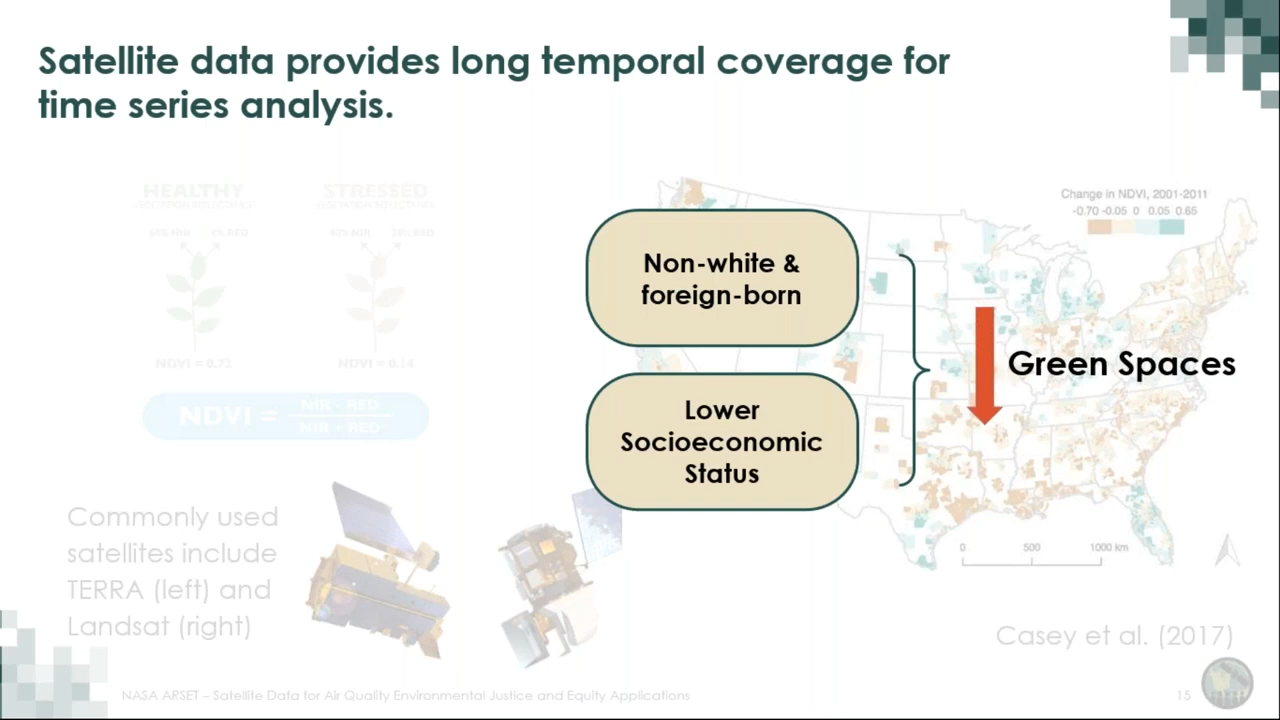 Satellite data provides long temporal coverage for
time series analysis.
HEALTHY
VEGETATION REFLECTANCE
STRESSED
VEGETATION REFLECTANCE
NDVI = 0.72
NDVI = 0.14
NDVI = NIR - RED
NIR + RED
Commonly used
satellites include
TERRA (left) and
Landsat (right)
Non-white &
foreign-born
Lower
Socioeconomic
Status
Green Spaces
Change in NDVI, 2001-2011
-0.70 -0.05 0 0.05 0.65
0 500 1000 km
Casey et al. (2017)
NASA ARSET – Satellite Data for Air Quality Environmental Justice and Equity Applications
15